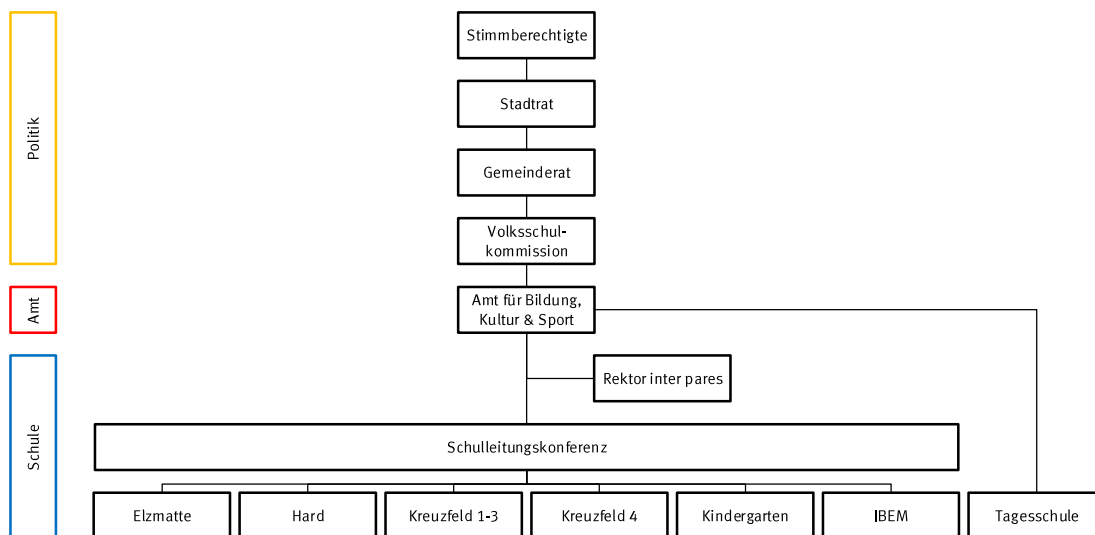 Politik
Stimmberechtigte
Stadtrat
Gemeinderat
Volksschul-
kommission
Amt
Amt für Bildung,
Kultur & Sport
Schule
Rektor inter pares
Schulleitungskonferenz
Elzmatte
Hard
Kreuzfeld 1-3
Kreuzfeld 4
Kindergarten
IBEM
Tagesschule